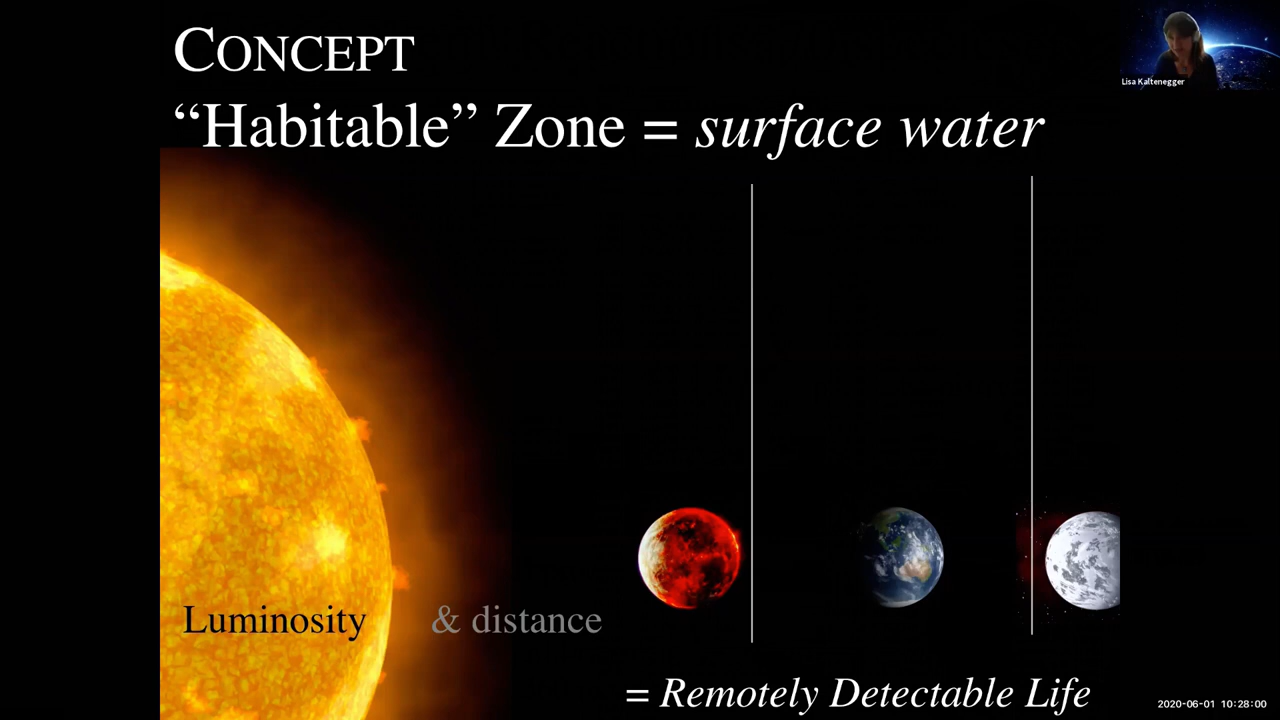 CONCEPT
“Habitable” Zone = surface water
Lisa Kaltenegger
Luminosity & distance
= Remotely Detectable Life
2020-06-01 10:28:00